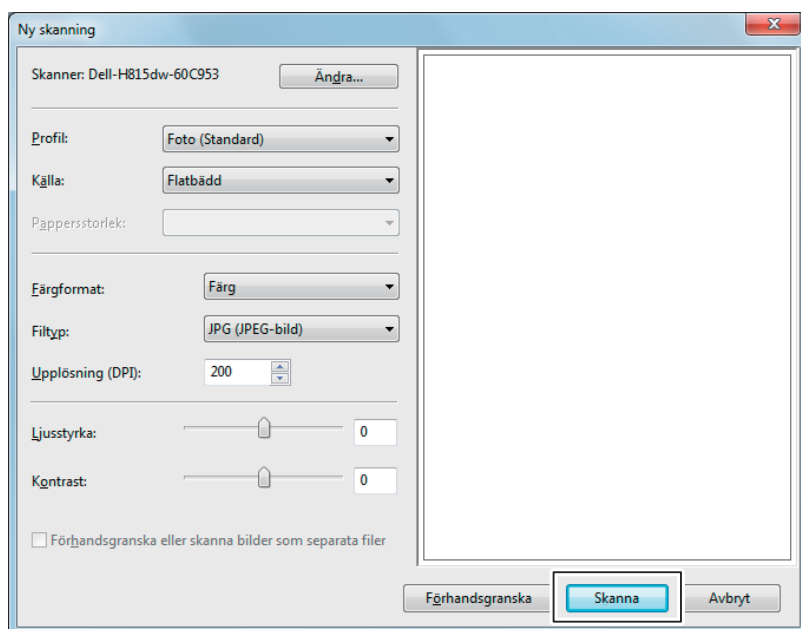 Ny skanning
Skanner: Dell-H815dw-60C953 Ändra...
Profil: Foto (Standard)
Källa: Flatbädd
Pappersstorlek:
Färgformat: Färg
Filtyp: JPG (JPEG-bild)
Upplösning (DPI): 200
Ljusstyrka: 0
Kontrast: 0
Förhandsgranska eller skanna bilder som separata filer
Förhandsgranska Skanna Avbryt